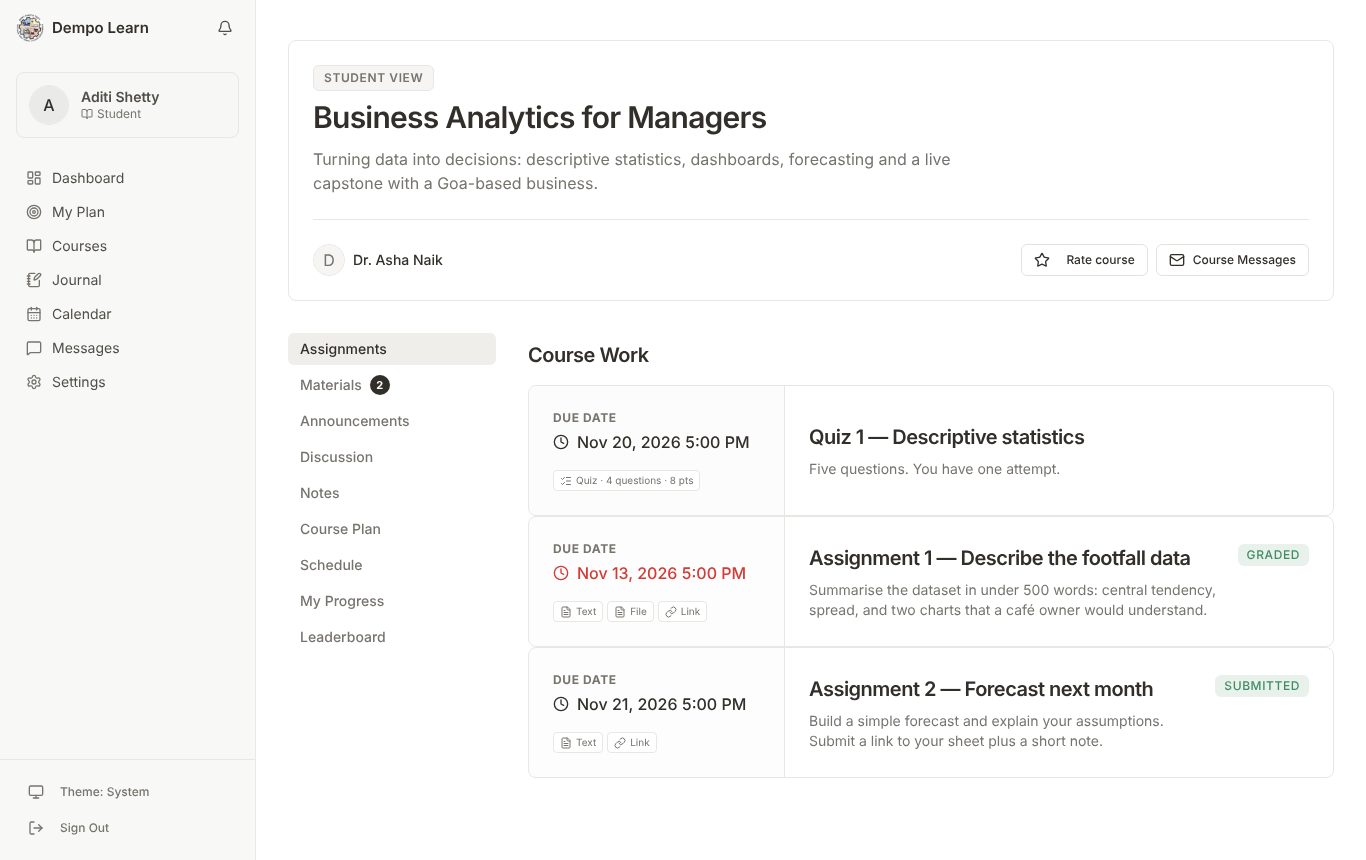 Dempo Learn
A
Aditi Shetty
Student
Dashboard
My Plan
Courses
Journal
Calendar
Messages
Settings
Theme: System
Sign Out
STUDENT VIEW
Business Analytics for Managers
Turning data into decisions: descriptive statistics, dashboards, forecasting and a live
capstone with a Goa-based business.
D
Dr. Asha Naik
Rate course
Course Messages
Assignments
Materials 2
Announcements
Discussion
Notes
Course Plan
Schedule
My Progress
Leaderboard
Course Work
DUE DATE
Nov 20, 2026 5:00 PM
Quiz · 4 questions · 8 pts
Quiz 1 — Descriptive statistics
Five questions. You have one attempt.
DUE DATE
Nov 13, 2026 5:00 PM
Text File Link
Assignment 1 — Describe the footfall data
GRADED
Summarise the dataset in under 500 words: central tendency,
spread, and two charts that a café owner would understand.
DUE DATE
Nov 21, 2026 5:00 PM
Text Link
Assignment 2 — Forecast next month
SUBMITTED
Build a simple forecast and explain your assumptions.
Submit a link to your sheet plus a short note.